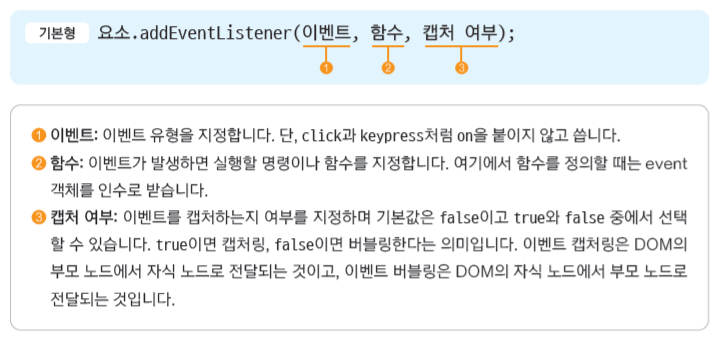 기본형 요소.addEventListener(이벤트, 함수, 캡처 여부);
1 2 3
1 이벤트: 이벤트 유형을 지정합니다. 단, click과 keypress처럼 on을 붙이지 않고 씁니다.
2 함수: 이벤트가 발생하면 실행할 명령이나 함수를 지정합니다. 여기에서 함수를 정의할 때는 event
객체를 인수로 받습니다.
3 캡처 여부: 이벤트를 캡처하는지 여부를 지정하며 기본값은 false이고 true와 false 중에서 선택
할 수 있습니다. true이면 캡처링, false이면 버블링한다는 의미입니다. 이벤트 캡처링은 DOM의
부모 노드에서 자식 노드로 전달되는 것이고, 이벤트 버블링은 DOM의 자식 노드에서 부모 노드로
전달되는 것입니다.